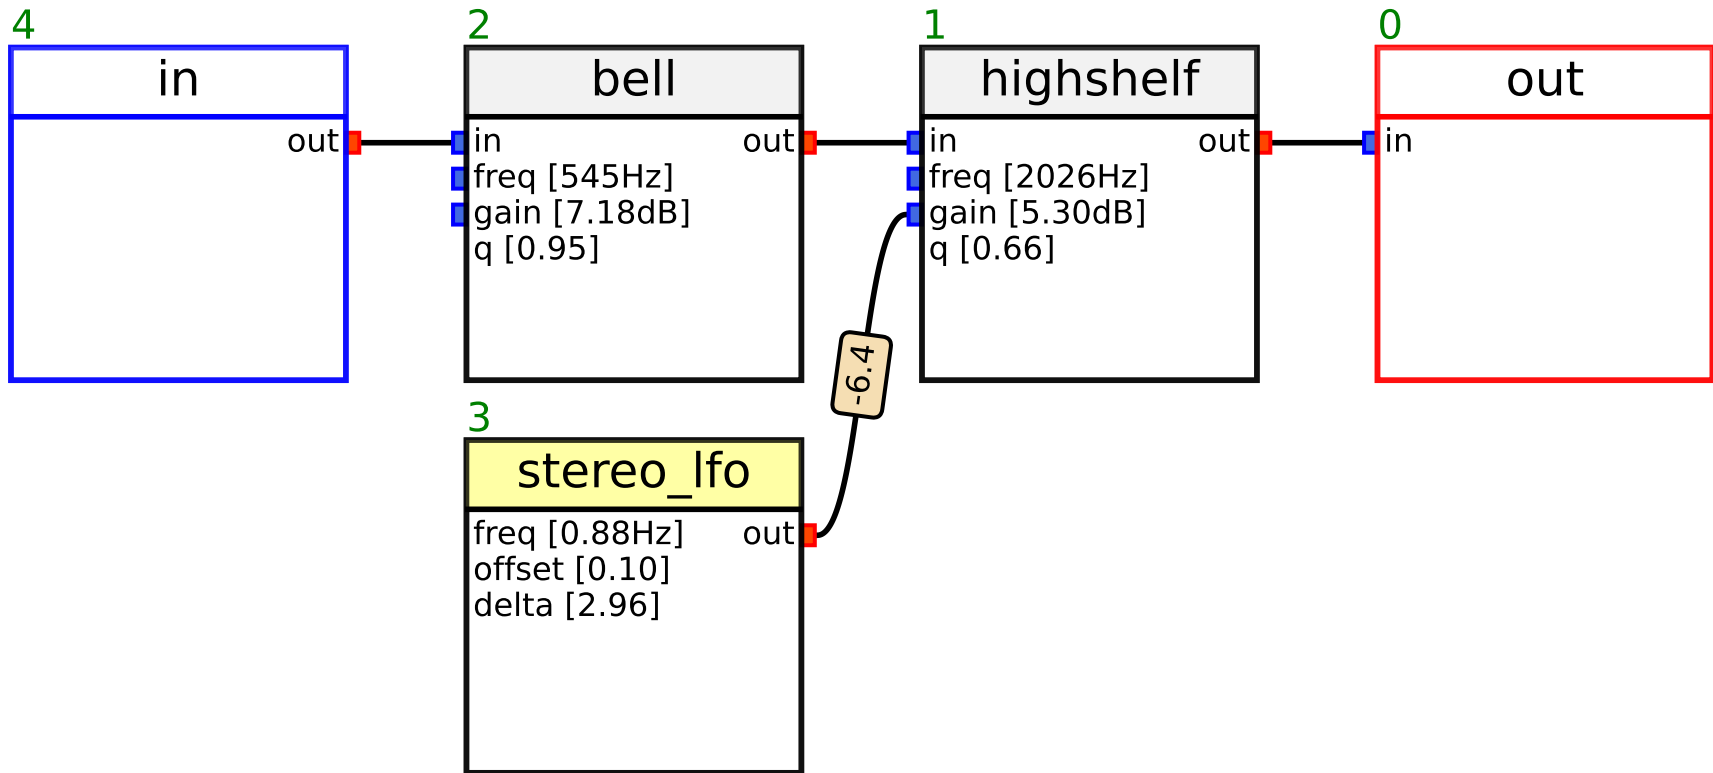 4
in
out
2
bell
in out
freq [545Hz]
gain [7.18dB]
q [0.95]
1
highshelf
in out
freq [2026Hz]
gain [5.30dB]
q [0.66]
0
out
in
-6.4
3
stereo_lfo
freq [0.88Hz] out
offset [0.10]
delta [2.96]